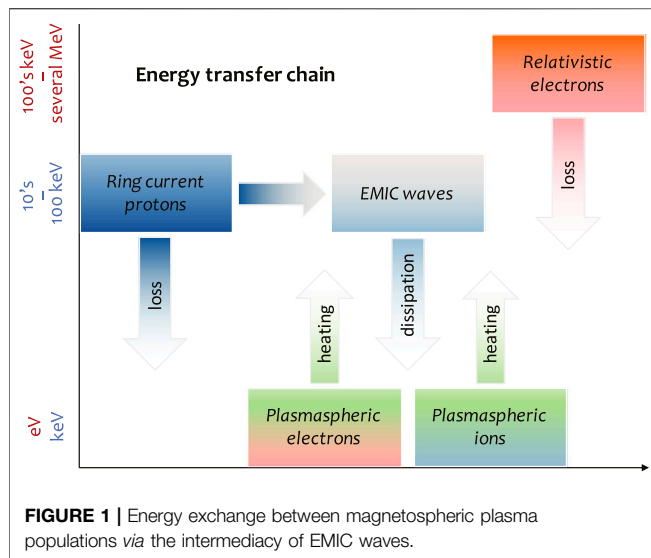 Energy transfer chain
100's keV
–
several MeV
10's
–
100 keV
eV
keV
Relativistic
electrons
Ring current
protons
EMIC waves
loss
loss
heating
dissipation
heating
Plasmaspheric
electrons
Plasmaspheric
ions
FIGURE 1 | Energy exchange between magnetospheric plasma
populations via the intermediacy of EMIC waves.